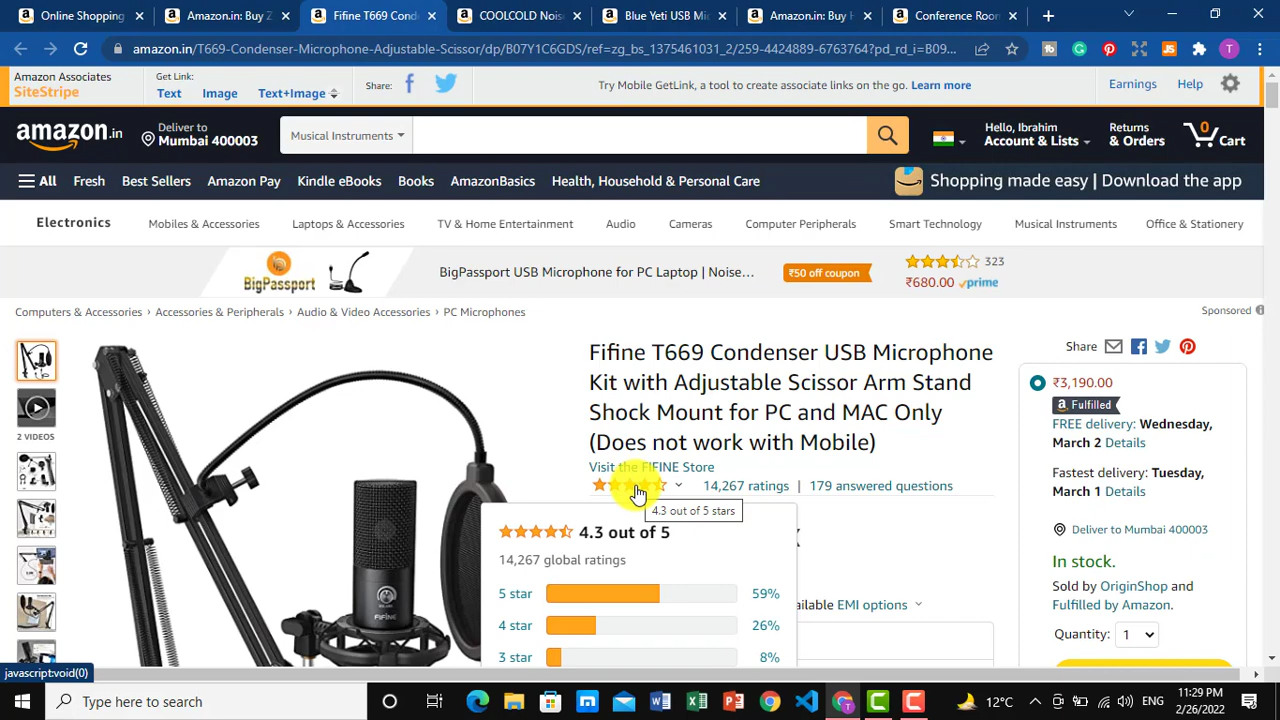 Online Shopping
Amazon.in: Buy Z
Fifine T669 Cond
COOLCOLD Nois
Blue Yeti USB Mi
Amazon.in: Buy H
Conference Roon
amazon.in/T669-Condenser-Microphone-Adjustable-Scissor/dp/B07Y1C6GDS/ref=zg_bs_1375461031_2/259-4424889-6763764?pd_rd_i=B09...
JS
T
Amazon Associates
SiteStripe
Get Link:
Text
Image
Text+Image
Share:
Try Mobile GetLink, a tool to create associate links on the go. Learn more
Earnings
Help
amazon.in
Deliver to
Mumbai 400003
Musical Instruments
Hello, Ibrahim
Account & Lists
Returns
& Orders
0
Cart
All
Fresh
Best Sellers
Amazon Pay
Kindle eBooks
Books
AmazonBasics
Health, Household & Personal Care
Shopping made easy | Download the app
Electronics
Mobiles & Accessories
Laptops & Accessories
TV & Home Entertainment
Audio
Cameras
Computer Peripherals
Smart Technology
Musical Instruments
Office & Stationery
BigPassport
BigPassport USB Microphone for PC Laptop | Noise...
₹50 off coupon
323
₹680.00 prime
Computers & Accessories › Accessories & Peripherals › Audio & Video Accessories › PC Microphones
Sponsored
2 VIDEOS
FIFINE
Fifine T669 Condenser USB Microphone
Kit with Adjustable Scissor Arm Stand
Shock Mount for PC and MAC Only
(Does not work with Mobile)
Visit the FIFINE Store
14,267 ratings | 179 answered questions
4.3 out of 5 stars
4.3 out of 5
14,267 global ratings
5 star
59%
4 star
26%
3 star
8%
EMI options
Share
₹3,190.00
a Fulfilled
FREE delivery: Wednesday,
March 2 Details
Fastest delivery: Tuesday,
March 1 Details
Deliver to Mumbai 400003
In stock.
Sold by OriginShop and
Fulfilled by Amazon.
Quantity: 1
javascript:void(0)
Type here to search
12°C
ENG
11:29 PM
2/26/2022